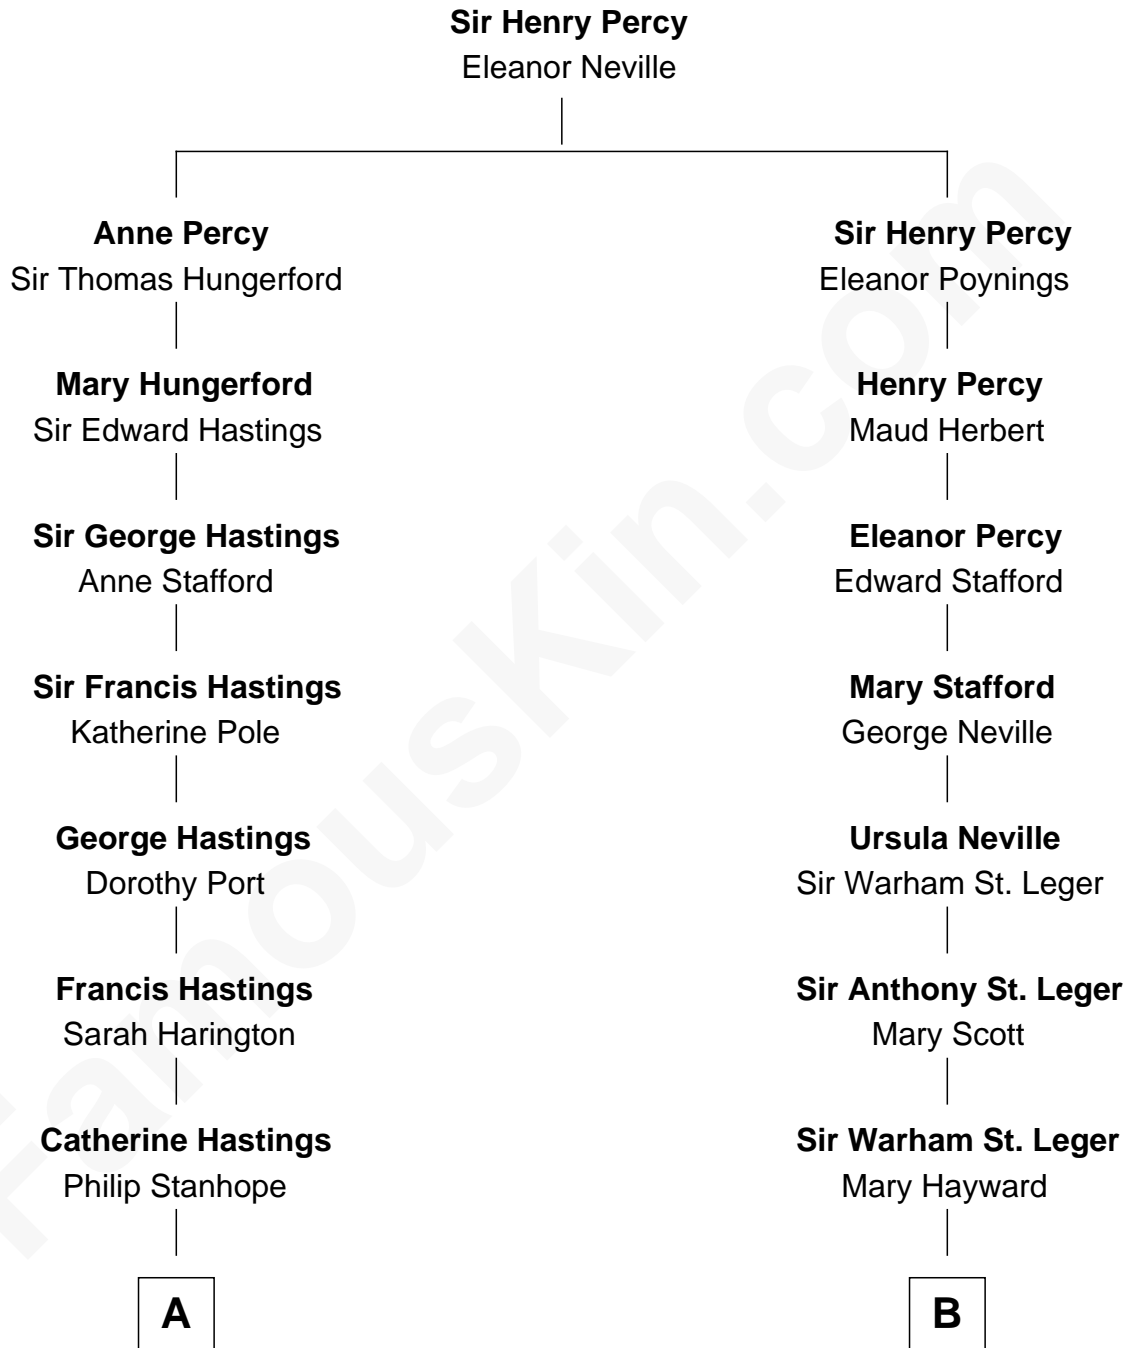 Sir Henry Percy
Eleanor Neville
Anne Percy
Sir Thomas Hungerford
Sir Henry Percy
Eleanor Poynings
Mary Hungerford
Sir Edward Hastings
Henry Percy
Maud Herbert
Sir George Hastings
Anne Stafford
Eleanor Percy
Edward Stafford
Sir Francis Hastings
Katherine Pole
Mary Stafford
George Neville
George Hastings
Dorothy Port
Ursula Neville
Sir Warham St. Leger
Francis Hastings
Sarah Harington
Sir Anthony St. Leger
Mary Scott
Catherine Hastings
Philip Stanhope
Sir Warham St. Leger
Mary Hayward
A
B
FamousKin.com